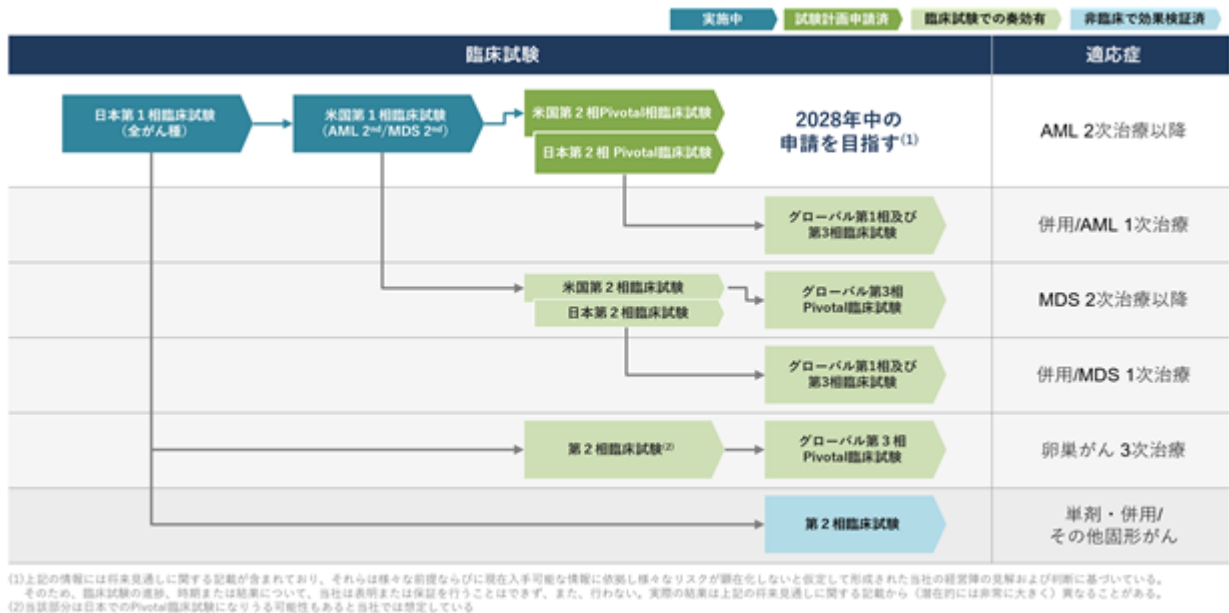 実施中
試験計画申請済
臨床試験での奏効有
非臨床で効果検証済
臨床試験
適応症
日本第1相臨床試験
(全がん種)
米国第1相臨床試験
(AML 2nd/MDS 2nd)
米国第2相Pivotal相臨床試験
日本第2相 Pivotal臨床試験
2028年中の
申請を目指す(1)
AML 2次治療以降
グローバル第1相及び
第3相臨床試験
併用/AML 1次治療
米国第2相臨床試験
日本第2相臨床試験
グローバル第3相
Pivotal臨床試験
MDS 2次治療以降
グローバル第1相及び
第3相臨床試験
併用/MDS 1次治療
第2相臨床試験(2)
グローバル第3相
Pivotal臨床試験
卵巣がん 3次治療
第2相臨床試験
単剤・併用/
その他固形がん
(1)上記の情報には将来見通しに関する記載が含まれており、それらは様々な前提ならびに現在入手可能な情報に依拠し様々なリスクが顕在化しないと仮定して形成された当社の経営陣の見解および判断に基づいている。
そのため、臨床試験の進捗、時期または結果について、当社は表明または保証を行うことはできず、また、行わない。実際の結果は上記の将来見通しに関する記載から（潜在的には非常に大きく）異なることがある。
(2)当該部分は日本でのPivotal臨床試験になりうる可能性もあると当社では想定している